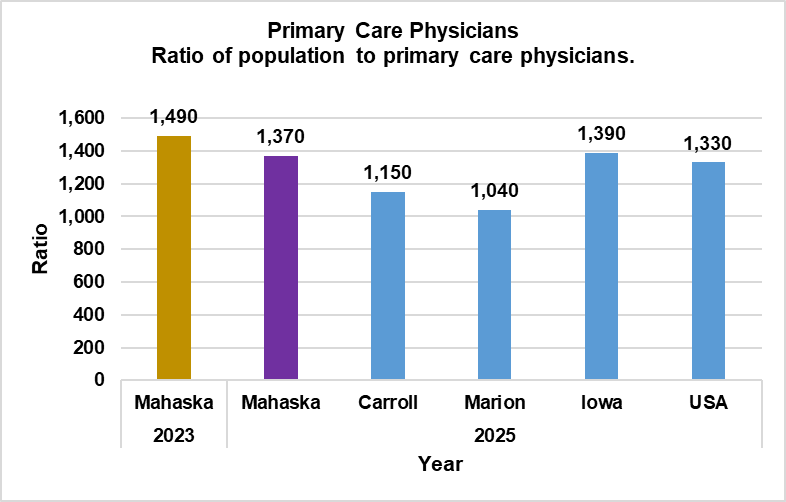 Primary Care Physicians
Ratio of population to primary care physicians.
1,600
1,400
1,200
1,000
800
600
400
200
0
Ratio
1,490
1,370
1,150
1,040
1,390
1,330
Mahaska
Mahaska
Carroll
Marion
Iowa
USA
2023
2025
Year